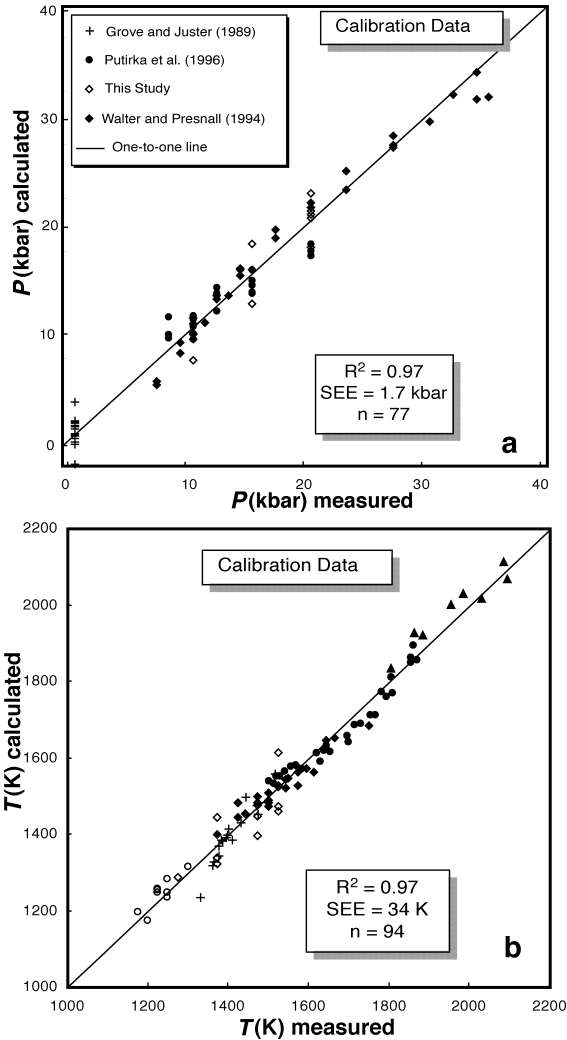 40
Grove and Juster (1989)
Putirka et al. (1996)
This Study
Walter and Presnall (1994)
One-to-one line
Calibration Data
30
20
10
0
P(kbar) calculated
R² = 0.97
SEE = 1.7 kbar
n = 77
a
0 10 20 30 40
P(kbar) measured
2200
Calibration Data
2000
1800
1600
1400
1200
1000
T(K) calculated
R² = 0.97
SEE = 34 K
n = 94
b
1000 1200 1400 1600 1800 2000 2200
T(K) measured